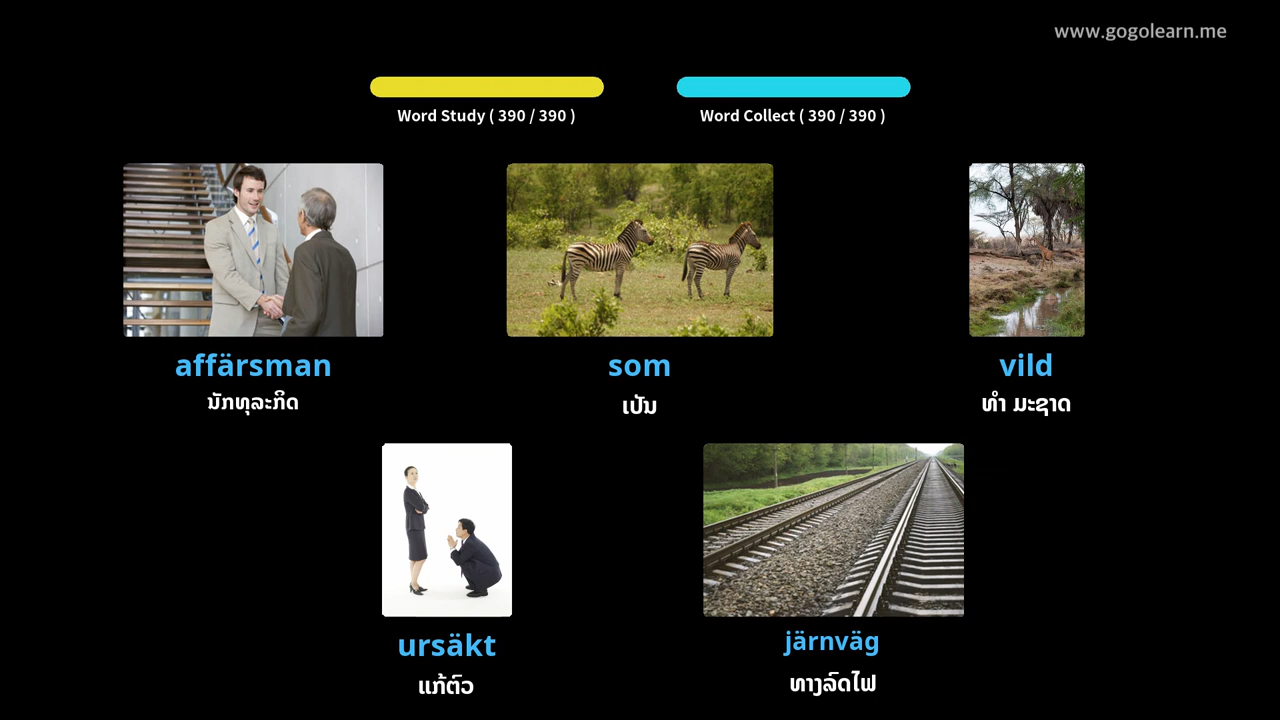 www.gogolearn.me
Word Study ( 390 / 390 )
Word Collect ( 390 / 390 )
affärsman
ນັກທຸລະກິດ
som
ເປັນ
vild
ທຳ ມະຊາດ
ursäkt
ແກ້ຕົວ
järnväg
ທາງລົດໄຟ